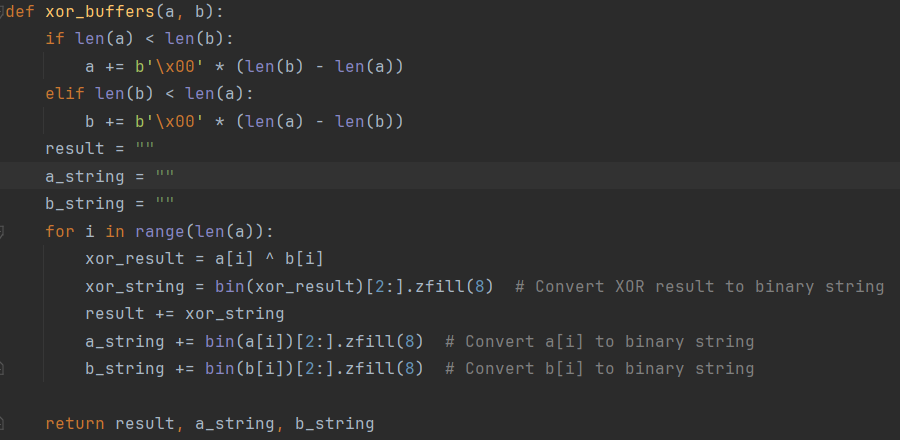 def xor_buffers(a, b):
    if len(a) < len(b):
        a += b'\x00' * (len(b) - len(a))
    elif len(b) < len(a):
        b += b'\x00' * (len(a) - len(b))
    result = ""
    a_string = ""
    b_string = ""
    for i in range(len(a)):
        xor_result = a[i] ^ b[i]
        xor_string = bin(xor_result)[2:].zfill(8)  # Convert XOR result to binary string
        result += xor_string
        a_string += bin(a[i])[2:].zfill(8)  # Convert a[i] to binary string
        b_string += bin(b[i])[2:].zfill(8)  # Convert b[i] to binary string

    return result, a_string, b_string